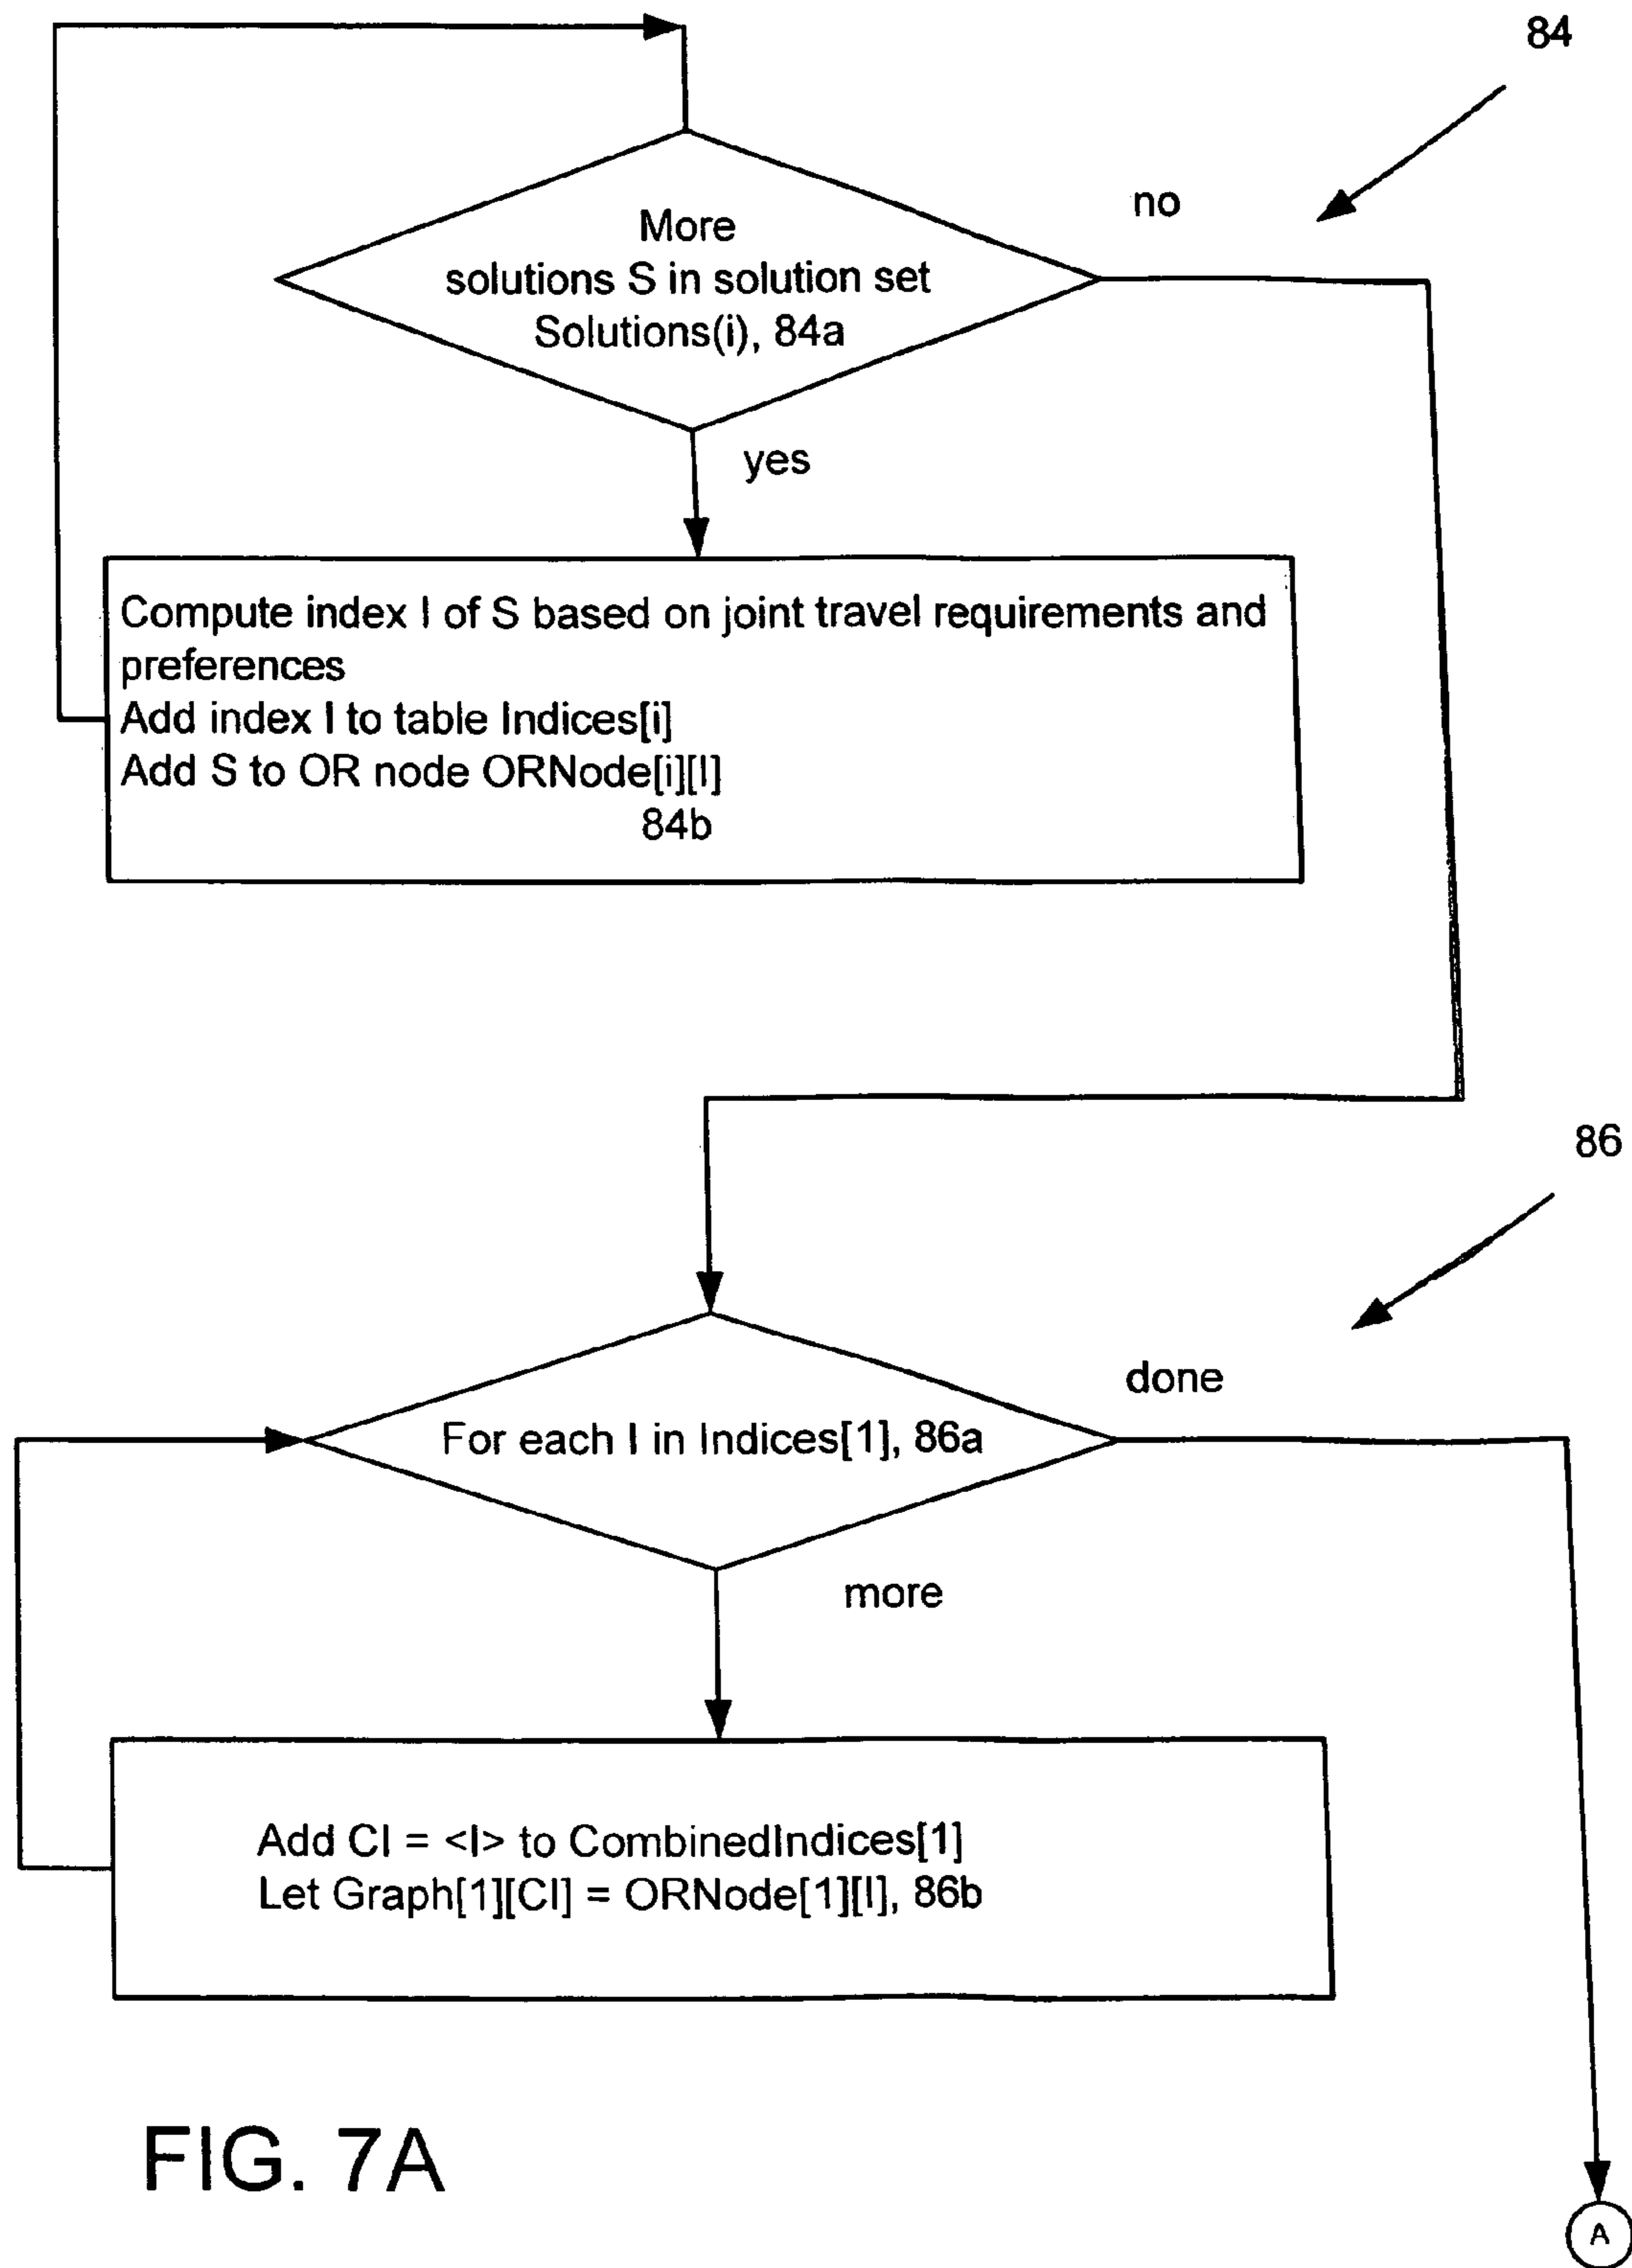 84
no
More
solutions S in solution set
Solutions(i), 84a
yes
Compute index I of S based on joint travel requirements and
preferences
Add index I to table Indices[i]
Add S to OR node ORNode[i][I]
84b
86
done
For each I in Indices[1], 86a
more
Add CI = <I> to CombinedIndices[1]
Let Graph[1][CI] = ORNode[1][I], 86b
FIG. 7A
A